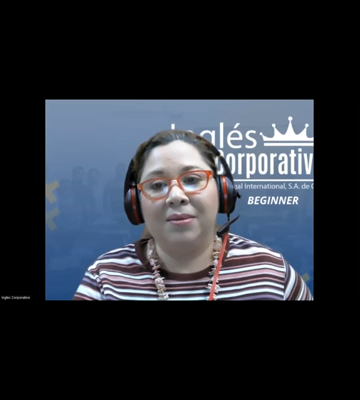 Inglés
corporativ
International, S.A. de
BEGINNER
Inglés Corporativo